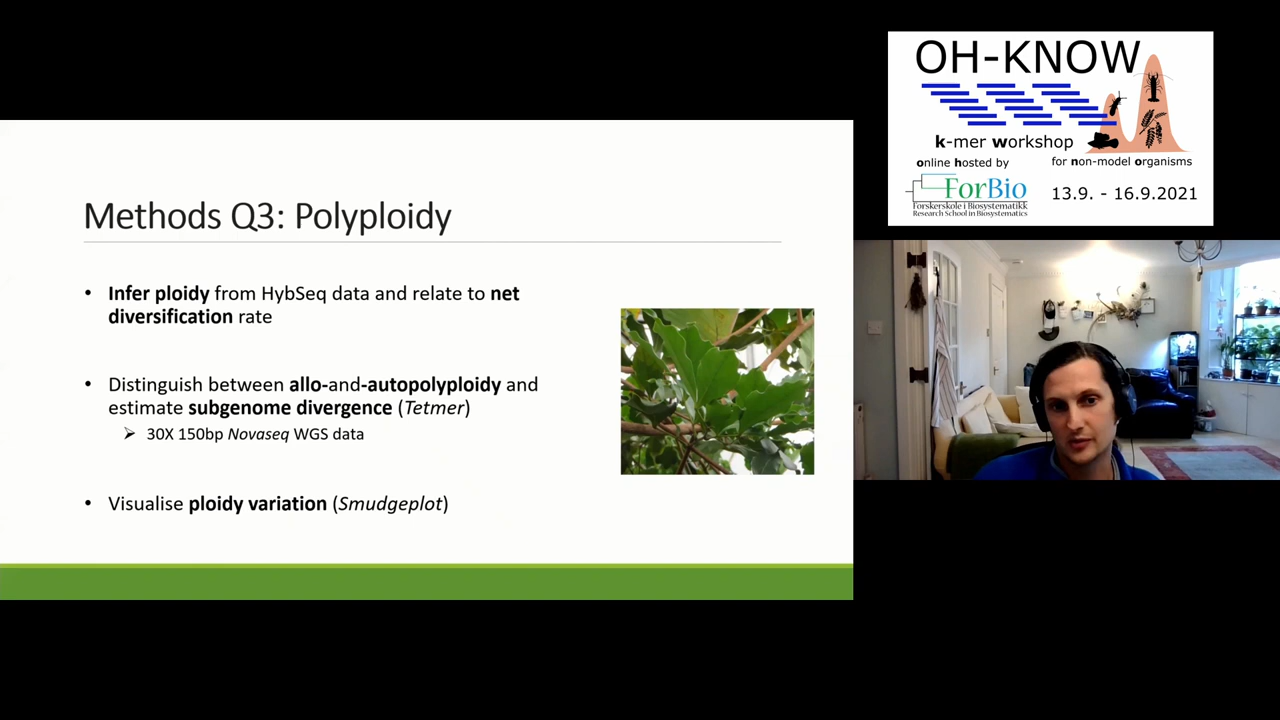 Methods Q3: Polyploidy
• Infer ploidy from HybSeq data and relate to net
diversification rate
• Distinguish between allo-and-autopolyploidy and
estimate subgenome divergence (Tetmer)
➢ 30X 150bp Novaseq WGS data
• Visualise ploidy variation (Smudgeplot)
OH-KNOW
k-mer workshop
online hosted by
for non-model organisms
ForBio
13.9. - 16.9.2021
Forskerskole i Biosystematikk
Research School in Biosystematics